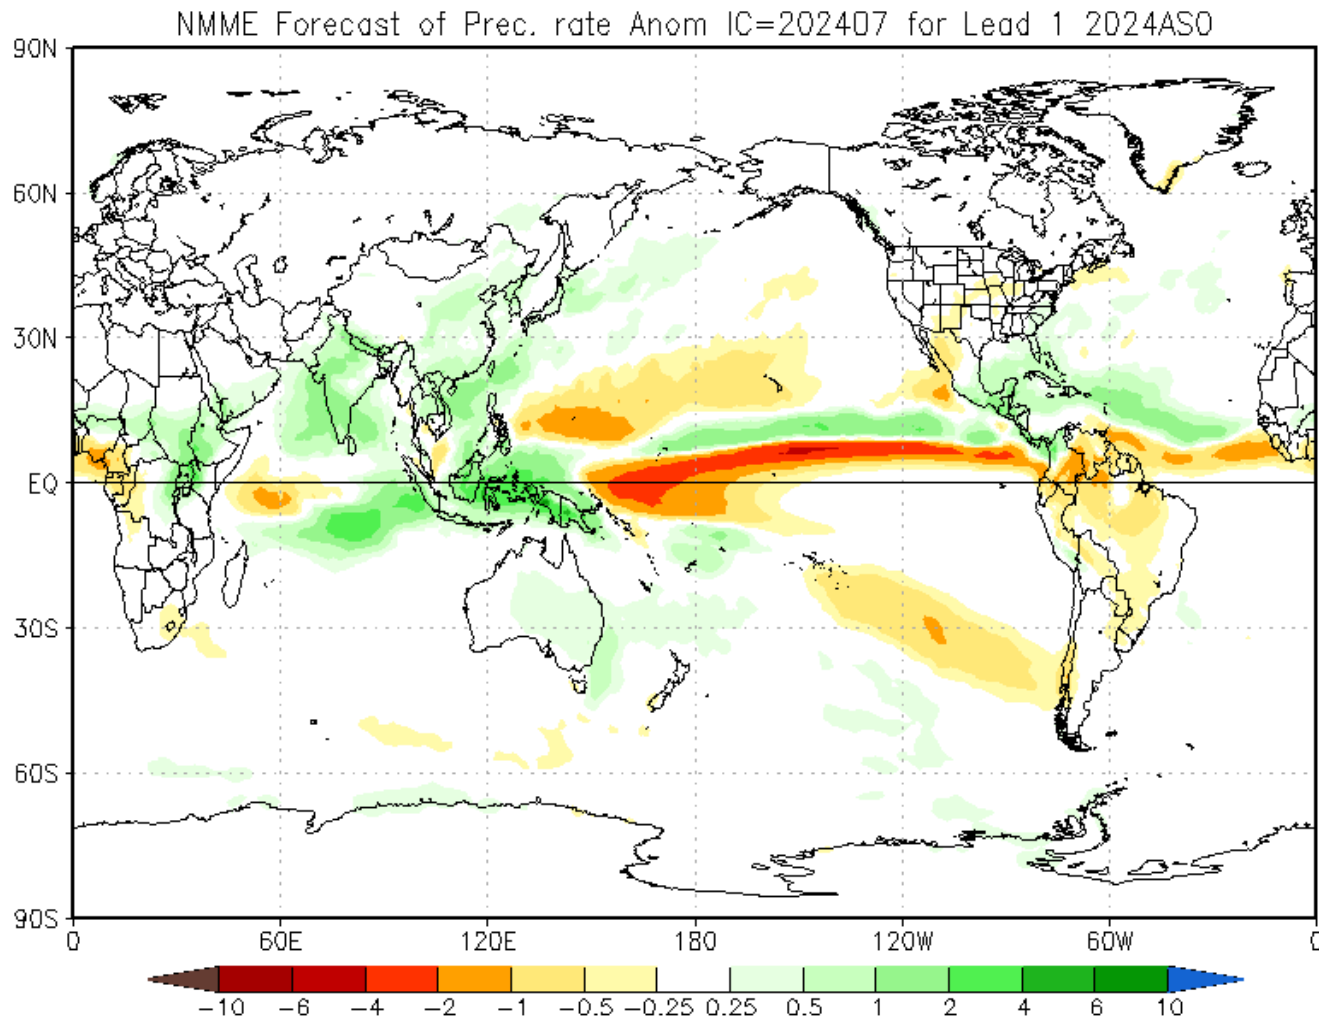 NMME Forecast of Prec. rate Anom IC=202407 for Lead 1 2024ASO
90N
60N
30N
EQ
30S
60S
90S
0 60E 120E 180 120W 60W 0
-10 -6 -4 -2 -1 -0.5 -0.25 0.25 0.5 1 2 4 6 10